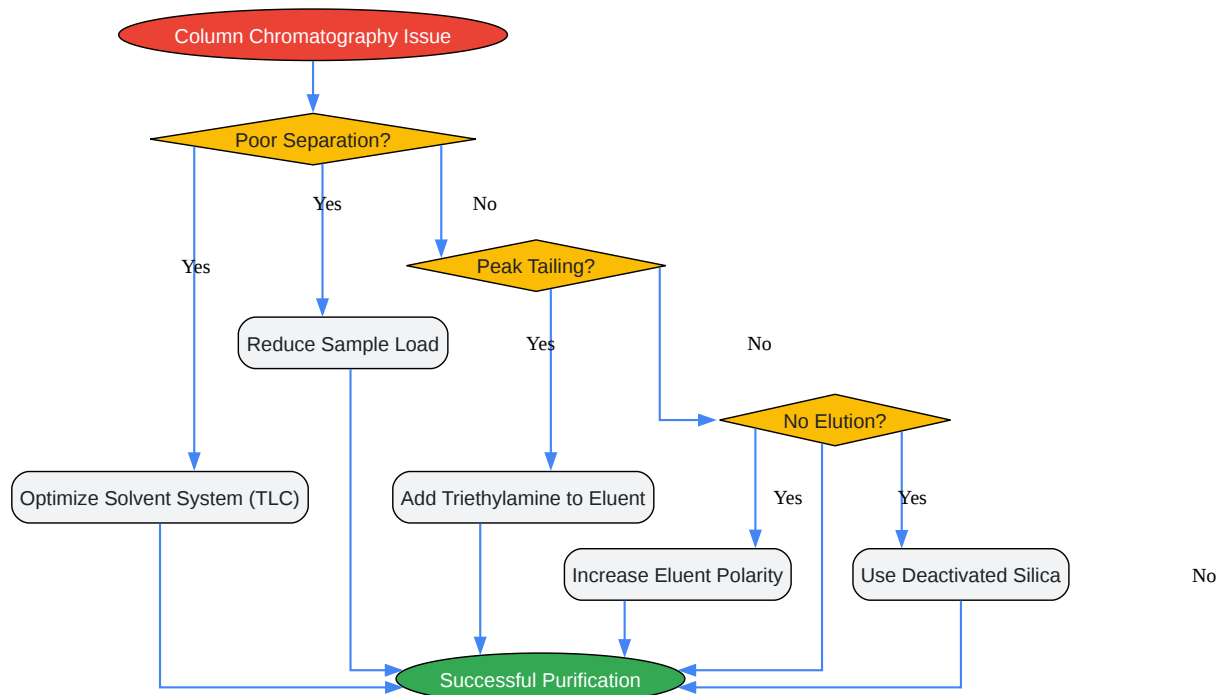 Column Chromatography Issue
Poor Separation?
Yes
No
Yes
Peak Tailing?
Reduce Sample Load
Yes
No
No Elution?
Optimize Solvent System (TLC)
Add Triethylamine to Eluent
Yes
Yes
Increase Eluent Polarity
Use Deactivated Silica
No
Successful Purification